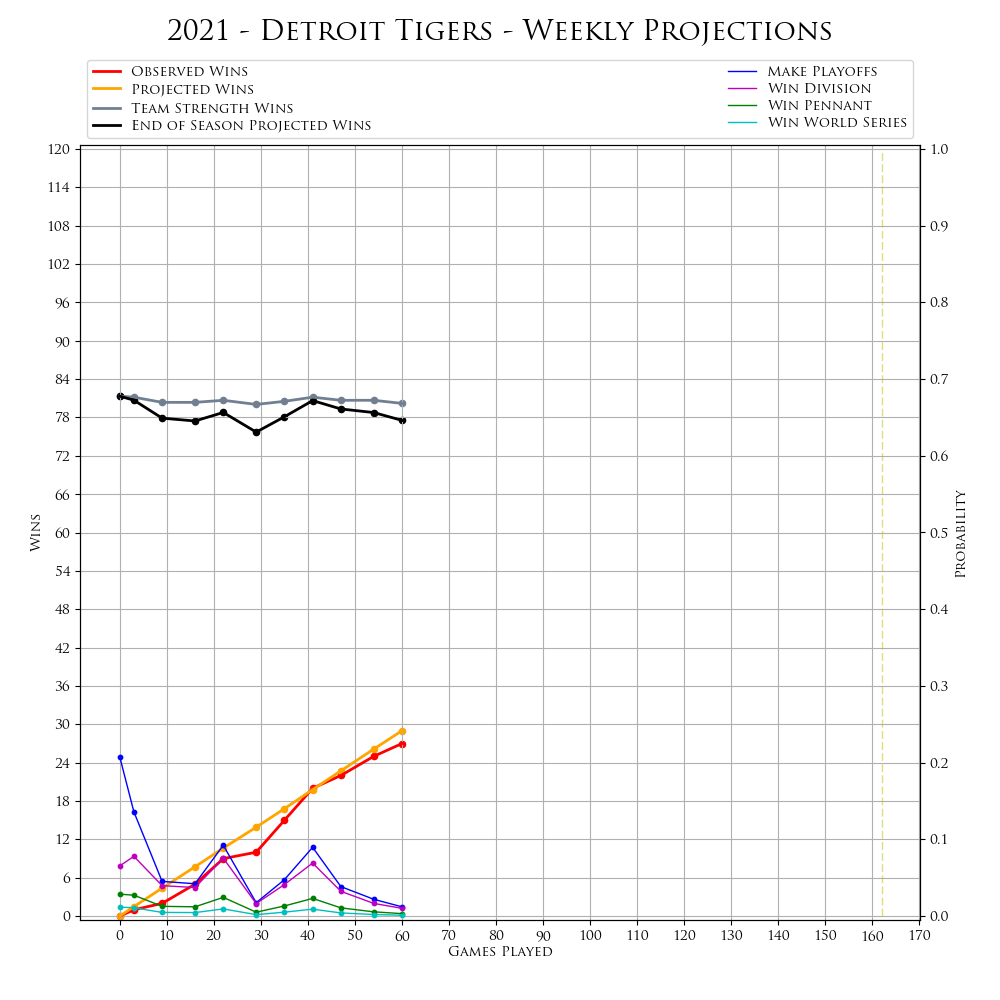 2021 - Detroit Tigers - Weekly Projections
Observed Wins
Projected Wins
Team Strength Wins
End of Season Projected Wins
Make Playoffs
Win Division
Win Pennant
Win World Series
120
114
108
102
96
90
84
78
72
66
60
54
48
42
36
30
24
18
12
6
0
Wins
1.0
0.9
0.8
0.7
0.6
0.5
0.4
0.3
0.2
0.1
0.0
Probability
0 10 20 30 40 50 60 70 80 90 100 110 120 130 140 150 160 170
Games Played